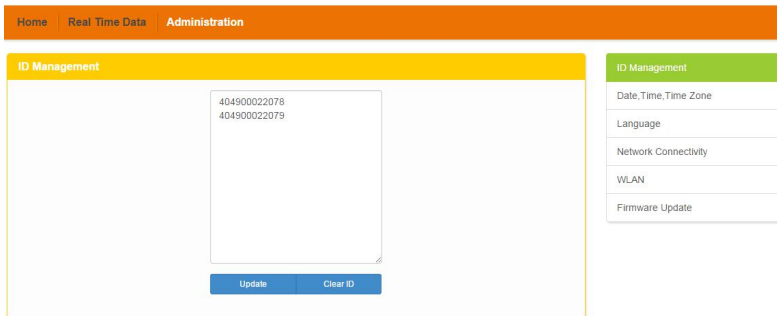 Home Real Time Data Administration
ID Management
404900022078
404900022079
Update Clear ID
ID Management
Date,Time,Time Zone
Language
Network Connectivity
WLAN
Firmware Update